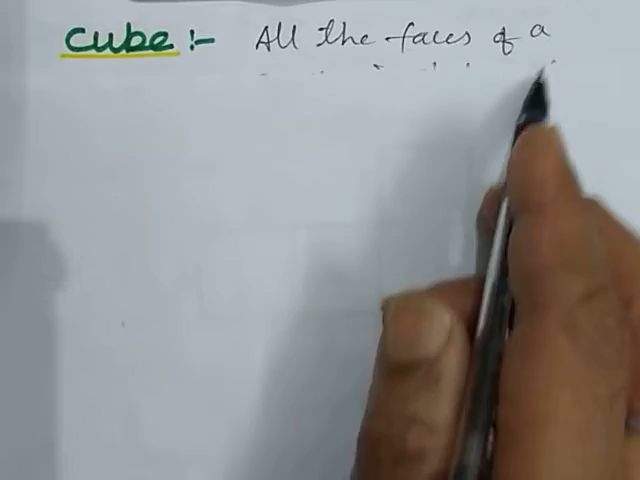 Cube :- All the faces of a